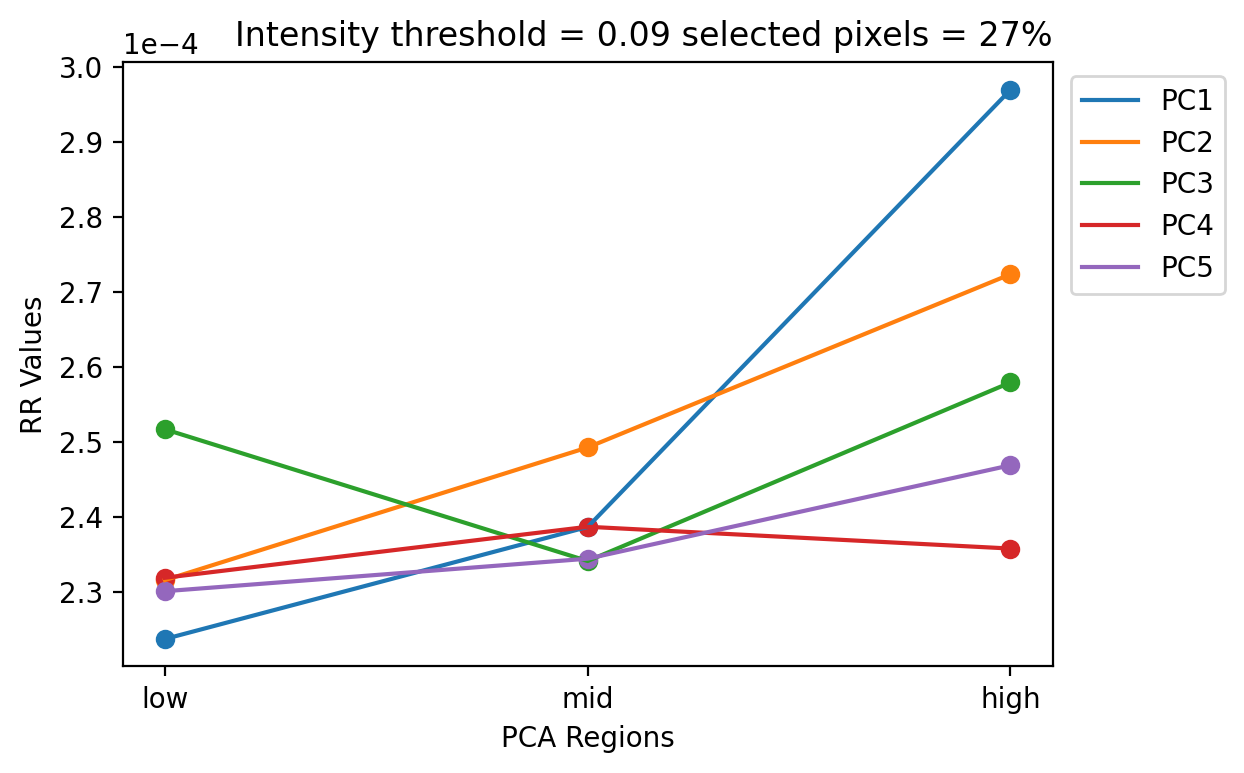 Intensity threshold = 0.09 selected pixels = 27%
1e−4
3.0
2.9
2.8
2.7
2.6
2.5
2.4
2.3
RR Values
low
mid
high
PCA Regions
PC1
PC2
PC3
PC4
PC5